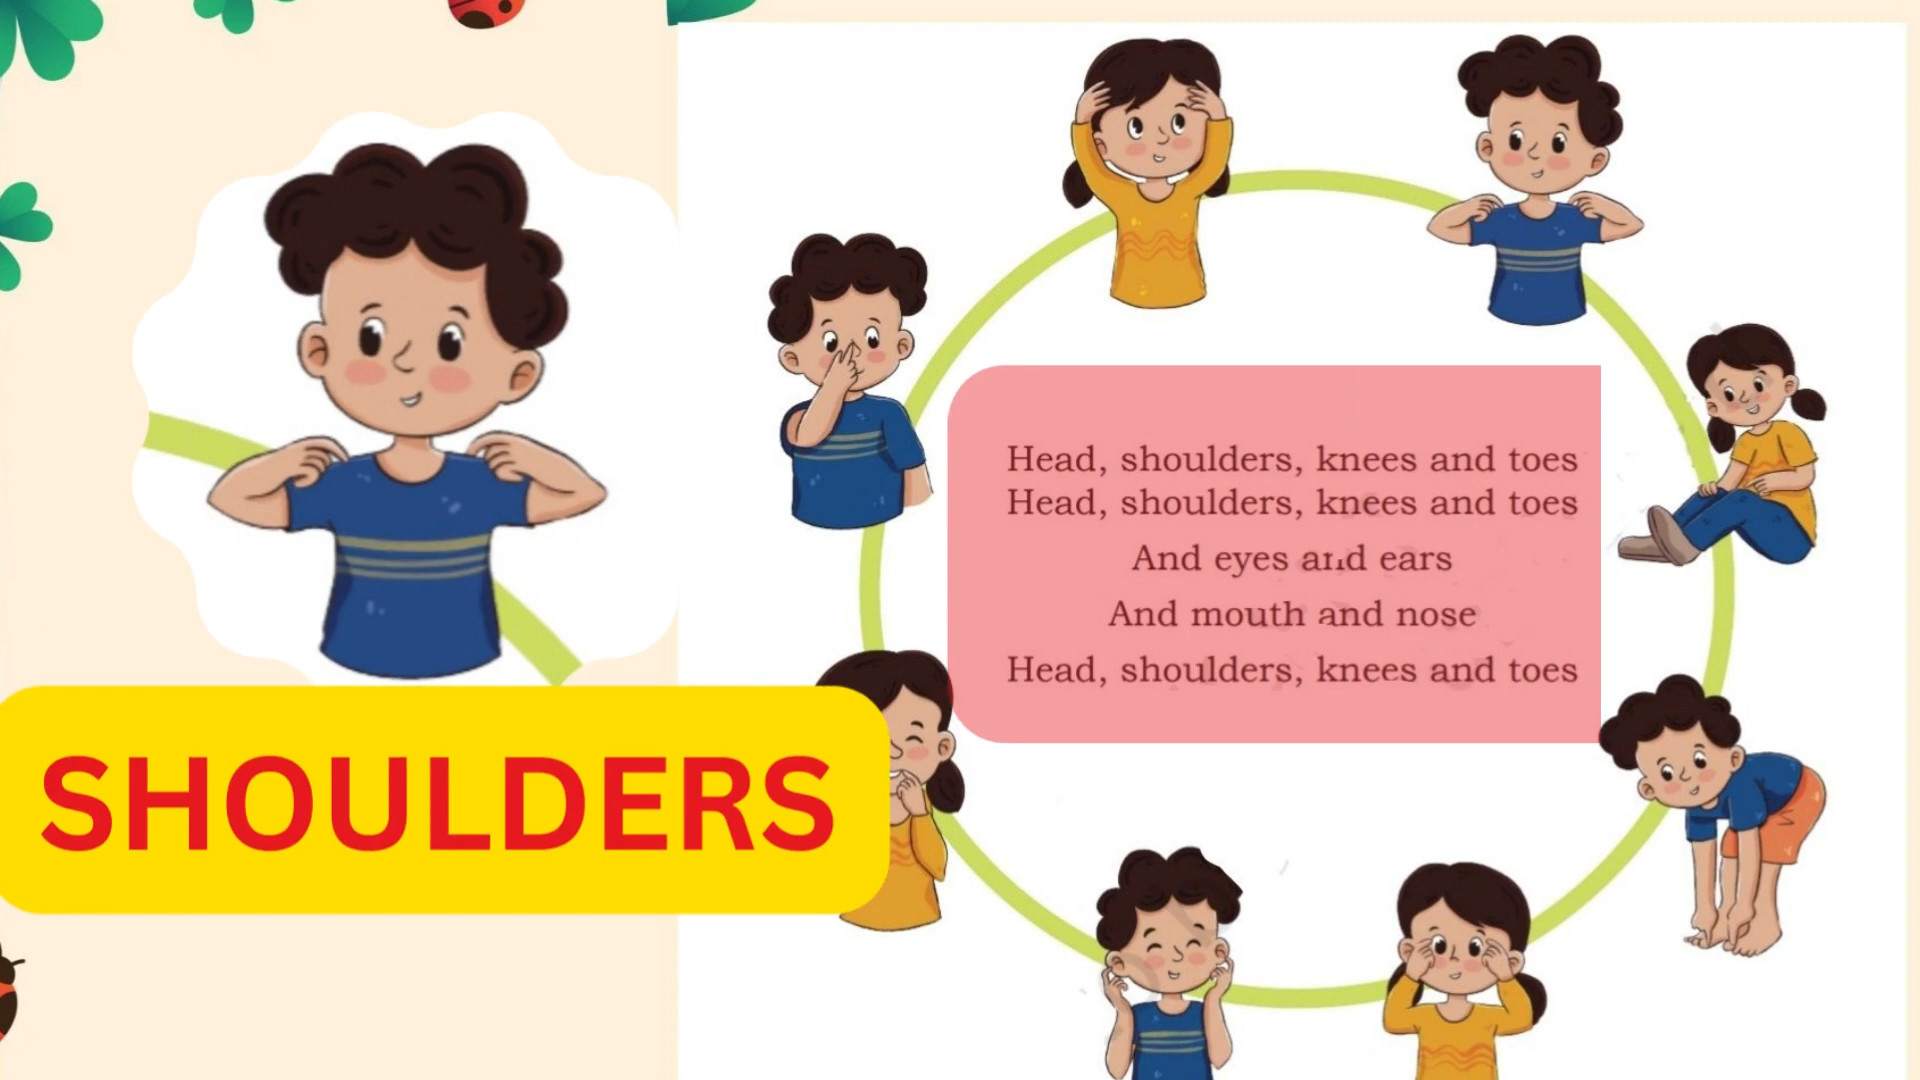 Head, shoulders, knees and toes
Head, shoulders, knees and toes
And eyes and ears
And mouth and nose
Head, shoulders, knees and toes
SHOULDERS